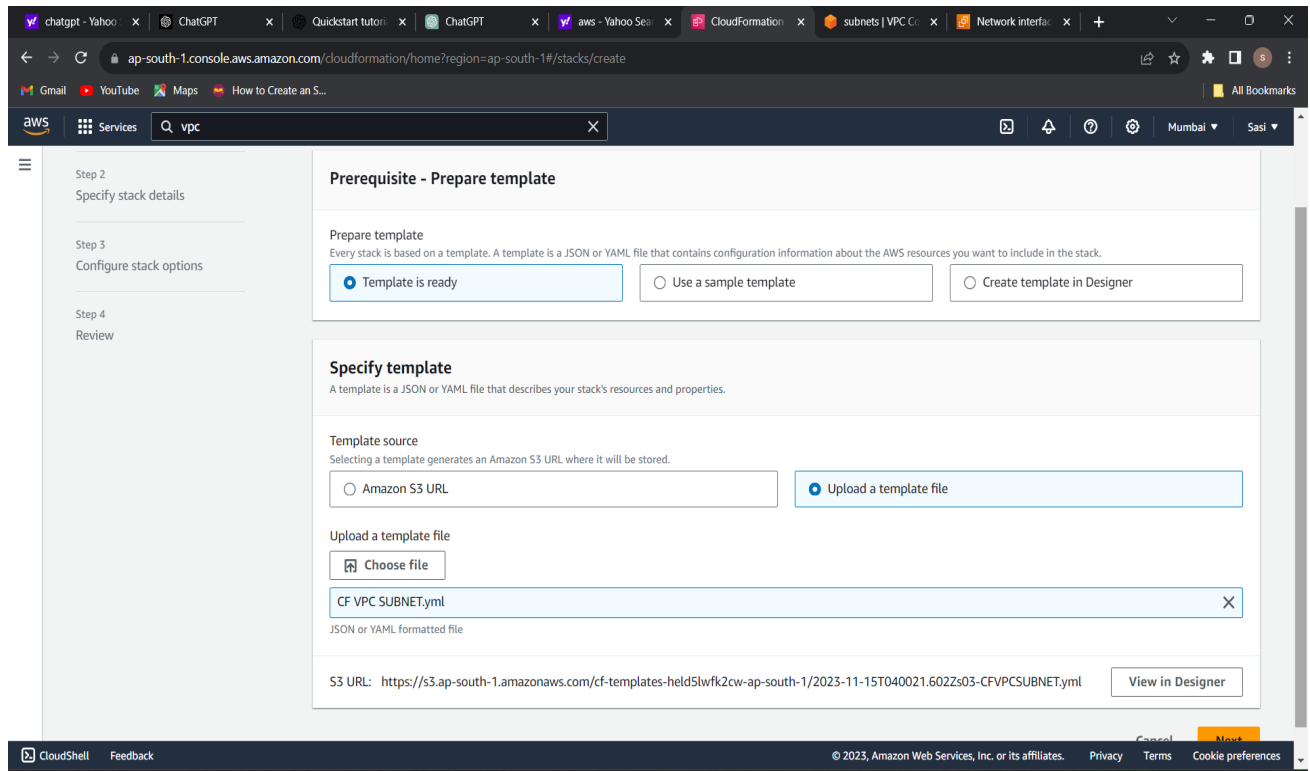 chatgpt - Yahoo
ChatGPT
Quickstart tutori
ChatGPT
aws - Yahoo Sea
CloudFormation
subnets | VPC Co
Network interfac
ap-south-1.console.aws.amazon.com/cloudformation/home?region=ap-south-1#/stacks/create
S
Gmail
YouTube
Maps
How to Create an S...
All Bookmarks
aws
Services
vpc
Mumbai ▼
Sasi ▼
Step 2
Specify stack details
Step 3
Configure stack options
Step 4
Review
Prerequisite - Prepare template
Prepare template
Every stack is based on a template. A template is a JSON or YAML file that contains configuration information about the AWS resources you want to include in the stack.
Template is ready
Use a sample template
Create template in Designer
Specify template
A template is a JSON or YAML file that describes your stack's resources and properties.
Template source
Selecting a template generates an Amazon S3 URL where it will be stored.
Amazon S3 URL
Upload a template file
Upload a template file
Choose file
CF VPC SUBNET.yml
JSON or YAML formatted file
S3 URL: https://s3.ap-south-1.amazonaws.com/cf-templates-held5lwfk2cw-ap-south-1/2023-11-15T040021.602Zs03-CFVPCSUBNET.yml
View in Designer
Cancel
Next
CloudShell
Feedback
© 2023, Amazon Web Services, Inc. or its affiliates.
Privacy
Terms
Cookie preferences